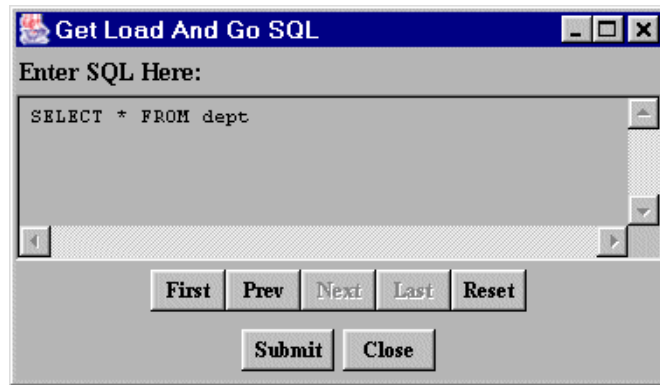 Get Load And Go SQL
Enter SQL Here:
SELECT * FROM dept
First Prev Next Last Reset
Submit Close